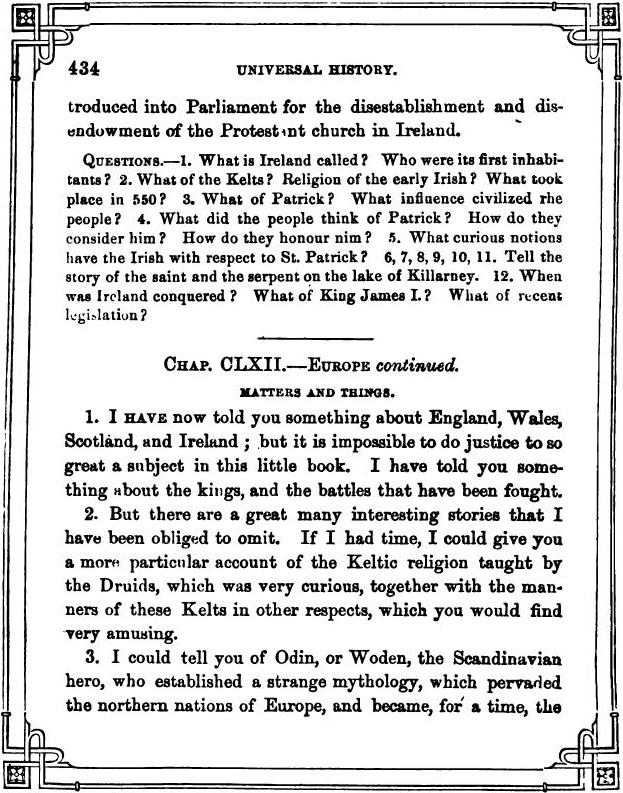 434 UNIVERSAL HISTORY.
troduced into Parliament for the disestablishment and dis-
endowment of the Protestant church in Ireland.
QUESTIONS.—1. What is Ireland called? Who were its first inhabi-
tants? 2. What of the Kelts? Religion of the early Irish? What took
place in 550? 3. What of Patrick? What influence civilized rhe
people? 4. What did the people think of Patrick? How do they
consider him? How do they honour nim? 5. What curious notions
have the Irish with respect to St. Patrick? 6, 7, 8, 9, 10, 11. Tell the
story of the saint and the serpent on the lake of Killarney. 12. When
was Ireland conquered? What of King James I.? What of recent
legislation?
CHAP. CLXII.—EUROPE continued.
MATTERS AND THINGS.
1. I HAVE now told you something about England, Wales,
Scotland, and Ireland; but it is impossible to do justice to so
great a subject in this little book. I have told you some-
thing about the kings, and the battles that have been fought.
2. But there are a great many interesting stories that I
have been obliged to omit. If I had time, I could give you
a more particular account of the Keltic religion taught by
the Druids, which was very curious, together with the man-
ners of these Kelts in other respects, which you would find
very amusing.
3. I could tell you of Odin, or Woden, the Scandinavian
hero, who established a strange mythology, which pervaded
the northern nations of Europe, and became, for a time, the